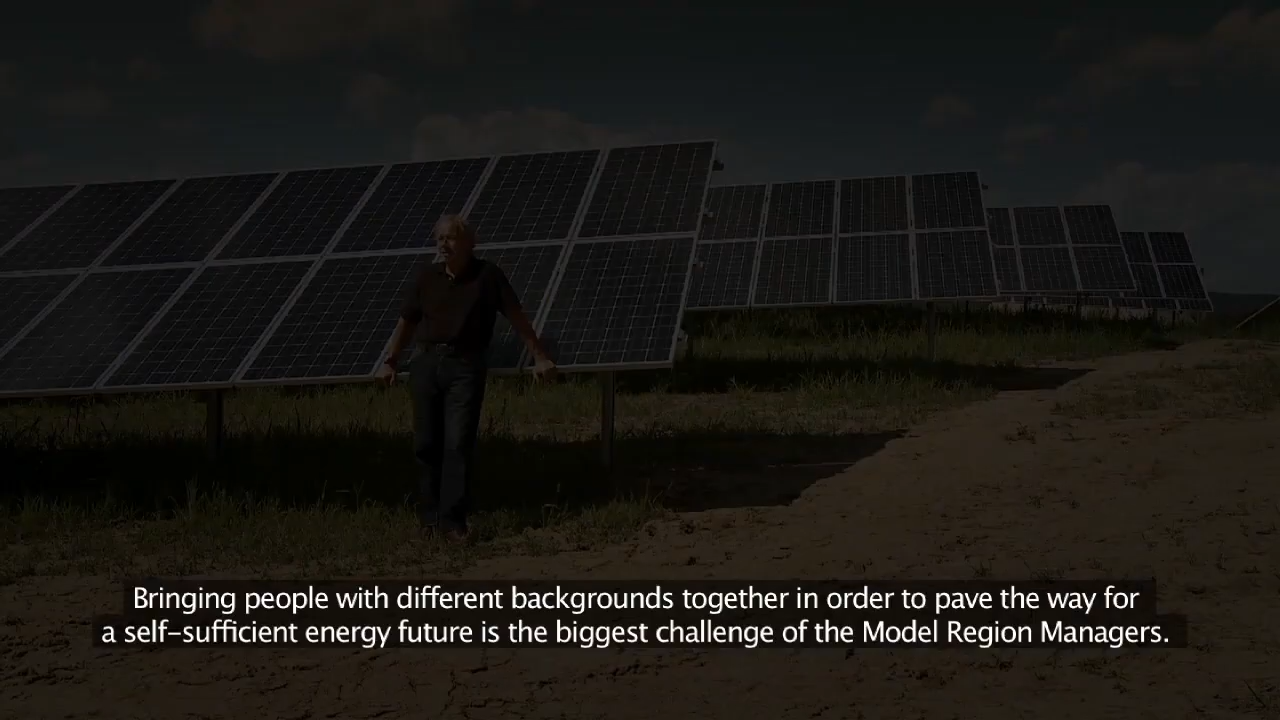 Bringing people with different backgrounds together in order to pave the way for
a self-sufficient energy future is the biggest challenge of the Model Region Managers.